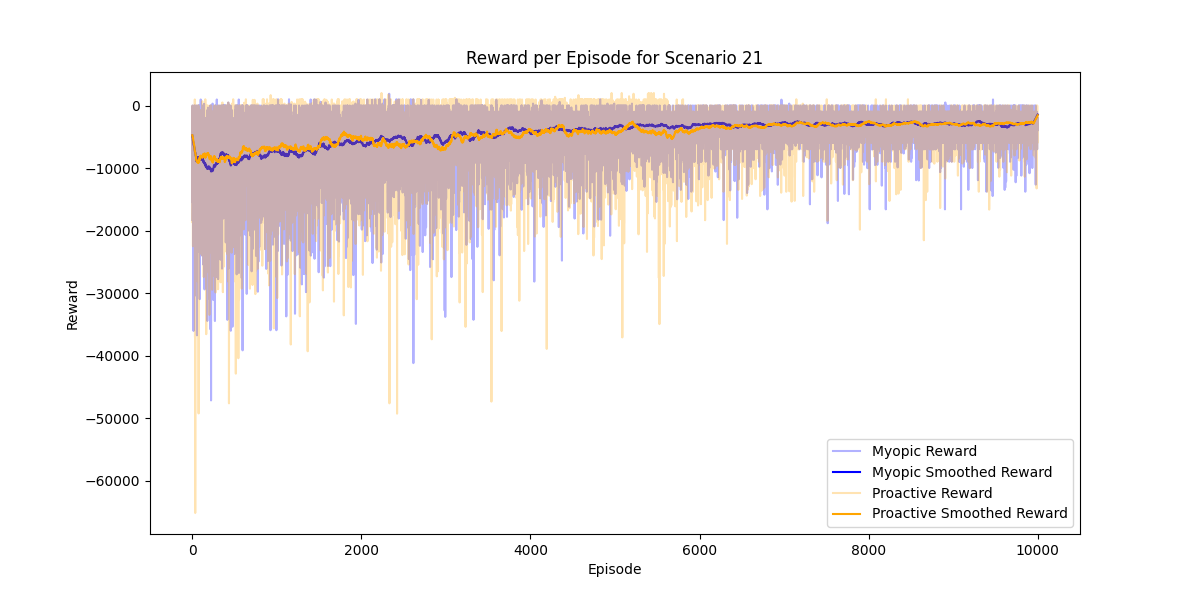 Reward per Episode for Scenario 21
Reward
0
−10000
−20000
−30000
−40000
−50000
−60000
0 2000 4000 6000 8000 10000
Episode
Myopic Reward
Myopic Smoothed Reward
Proactive Reward
Proactive Smoothed Reward